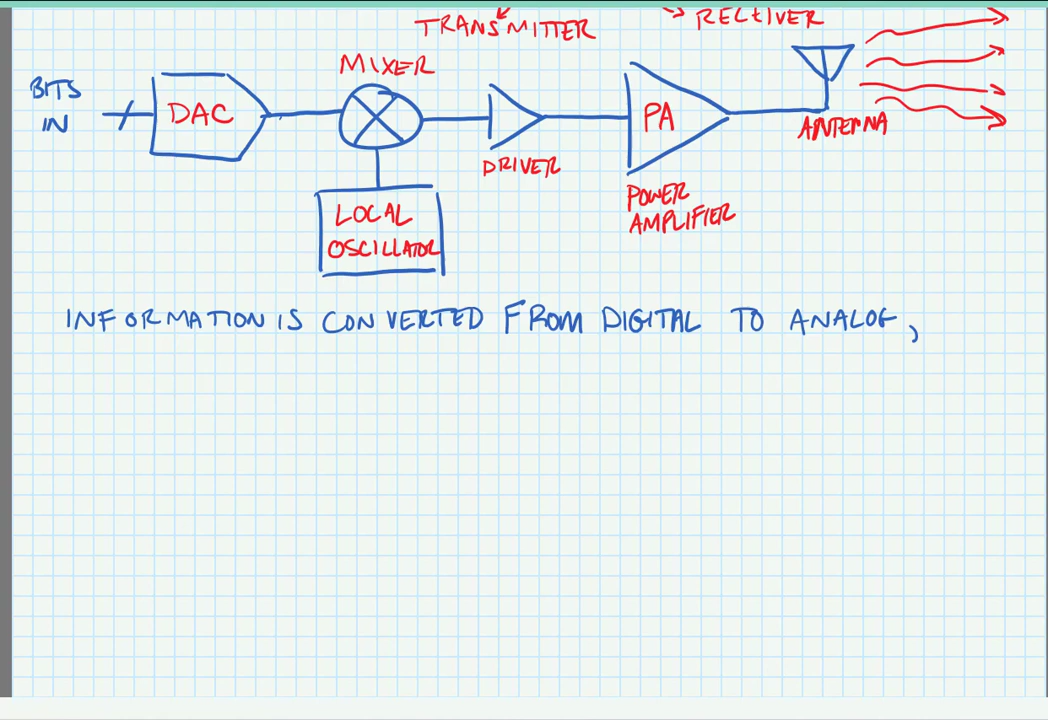 TRANSMITTER
RECEIVER
MIXER
BITS
IN
DAC
PA
ANTENNA
DRIVER
POWER
AMPLIFIER
LOCAL
OSCILLATOR
INFORMATION IS CONVERTED FROM DIGITAL TO ANALOG,